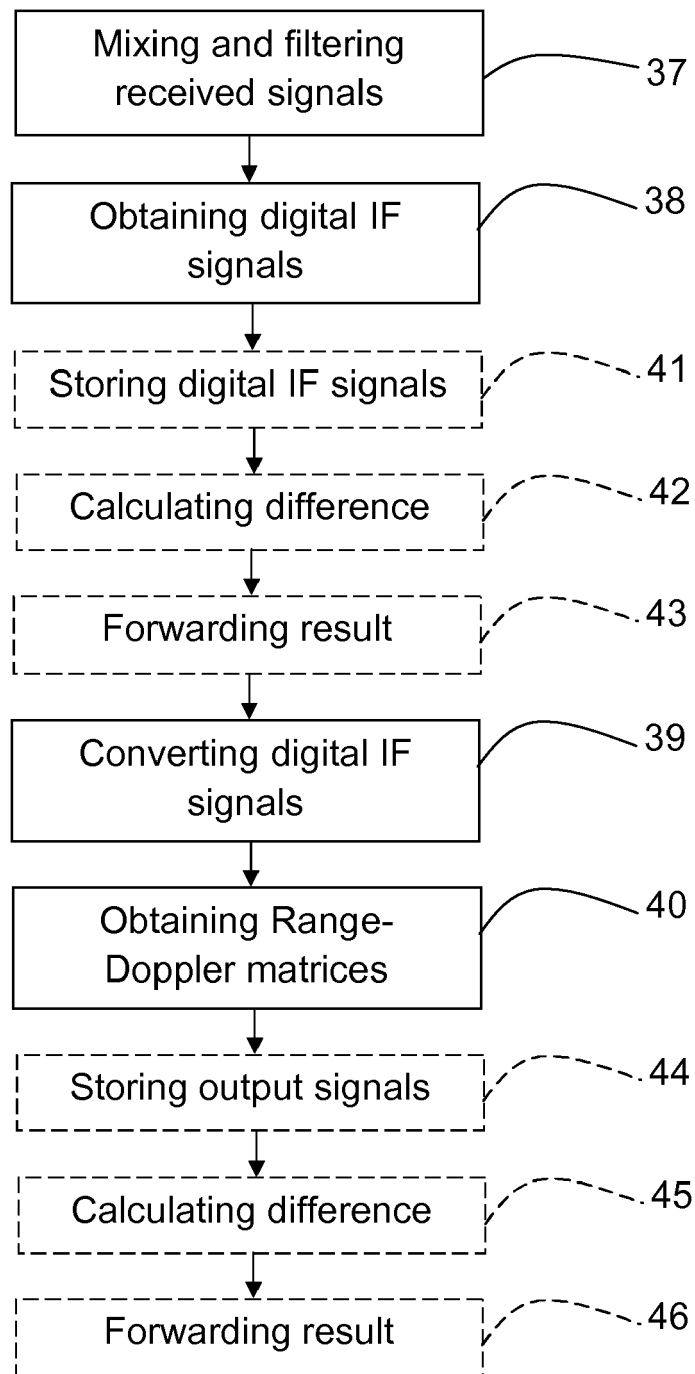 Mixing and filtering
received signals
37
Obtaining digital IF
signals
38
Storing digital IF signals
41
Calculating difference
42
Forwarding result
43
Converting digital IF
signals
39
Obtaining Range-
Doppler matrices
40
Storing output signals
44
Calculating difference
45
Forwarding result
46